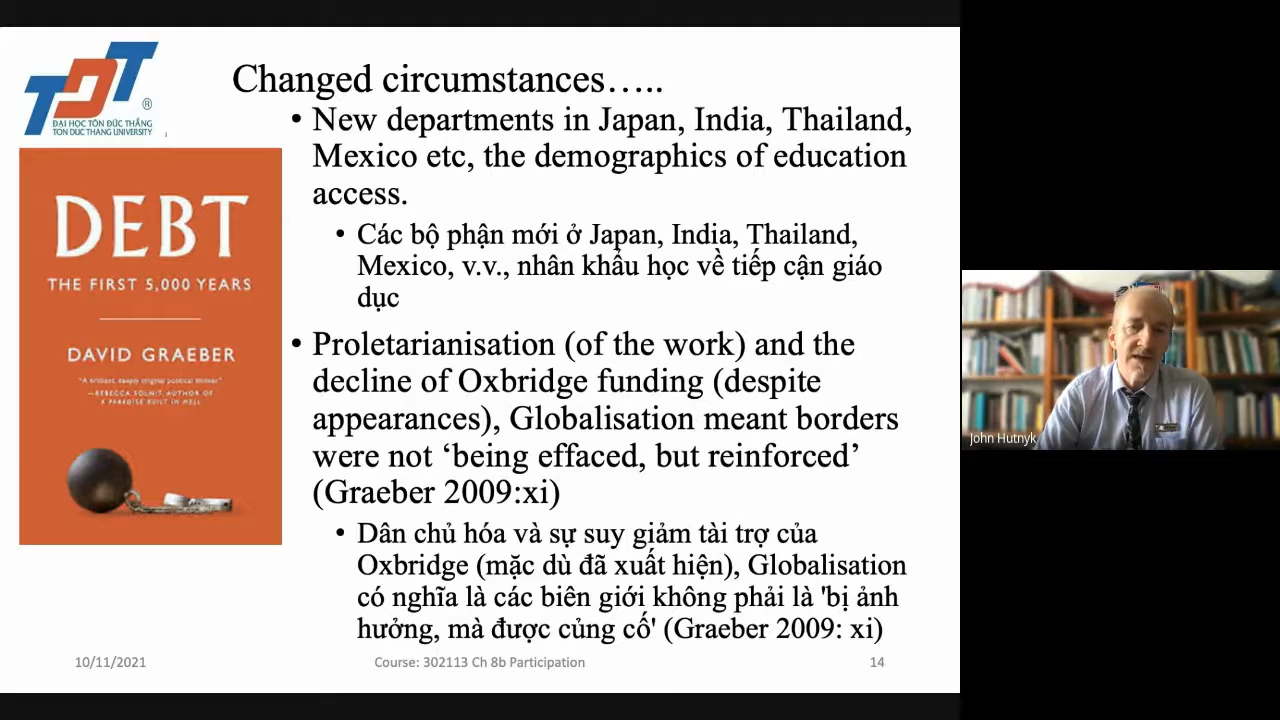 TDT
®
ĐẠI HỌC TÔN ĐỨC THẮNG
TON DUC THANG UNIVERSITY
Changed circumstances…..
• New departments in Japan, India, Thailand,
Mexico etc, the demographics of education
access.
• Các bộ phận mới ở Japan, India, Thailand,
Mexico, v.v., nhân khẩu học về tiếp cận giáo
dục
• Proletarianisation (of the work) and the
decline of Oxbridge funding (despite
appearances), Globalisation meant borders
were not ‘being effaced, but reinforced’
(Graeber 2009:xi)
• Dân chủ hóa và sự suy giảm tài trợ của
Oxbridge (mặc dù đã xuất hiện), Globalisation
có nghĩa là các biên giới không phải là 'bị ảnh
hưởng, mà được củng cố' (Graeber 2009: xi)
DEBT
THE FIRST 5,000 YEARS
DAVID GRAEBER
"A brilliant, deeply original political thinker."
—REBECCA SOLNIT, AUTHOR OF
A PARADISE BUILT IN HELL
10/11/2021
Course: 302113 Ch 8b Participation
14
John Hutnyk